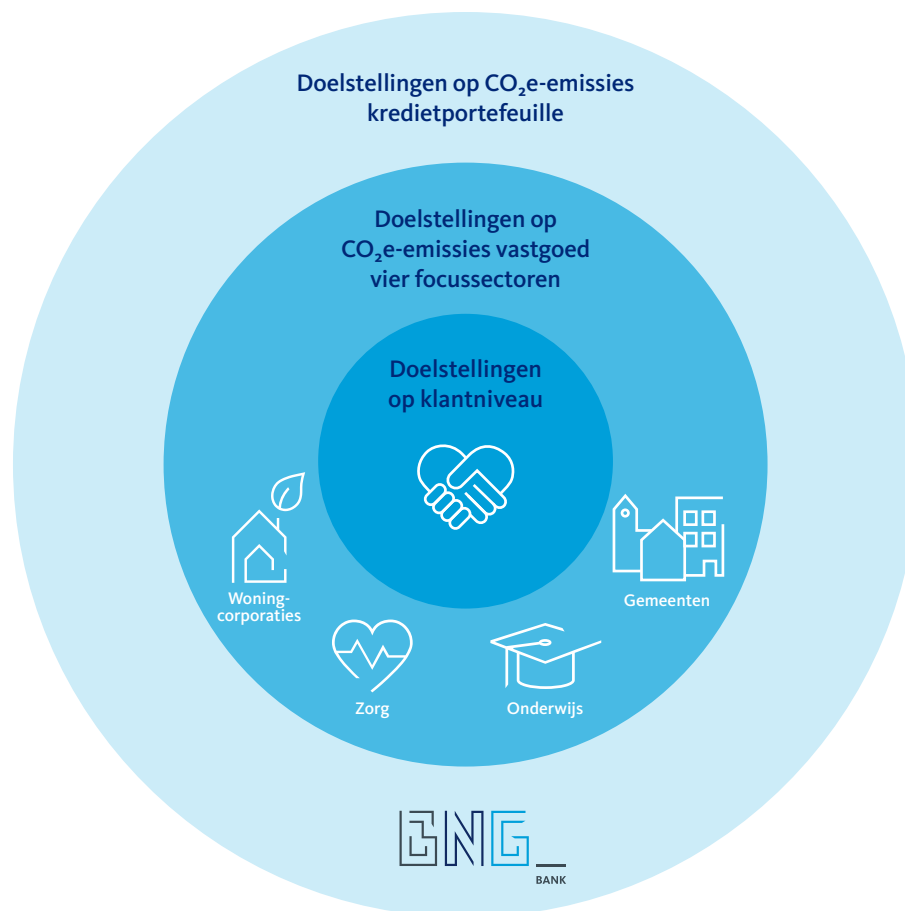 Doelstellingen op CO₂e-emissies
kredietportefeuille
Doelstellingen op
CO₂e-emissies vastgoed
vier focussectoren
Doelstellingen
op klantniveau
Woning-
corporaties
Gemeenten
Zorg
Onderwijs
BNG
BANK